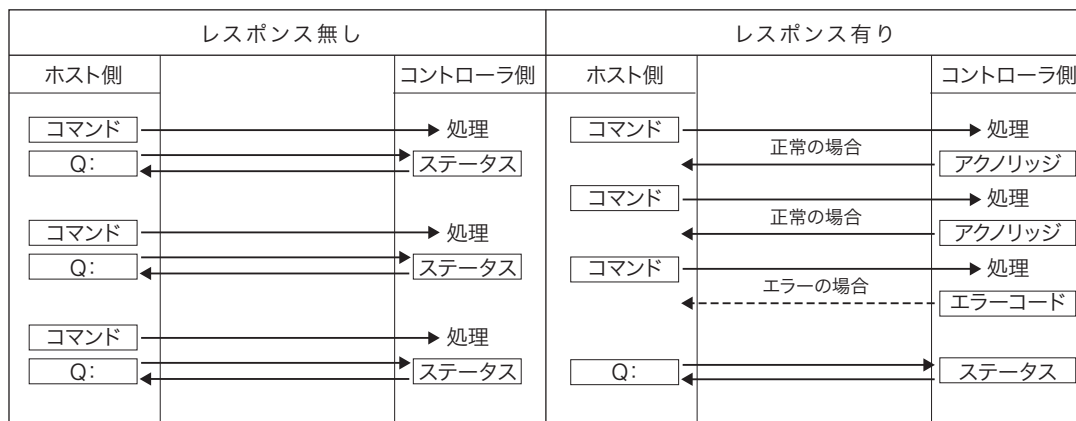 レスポンス無し
ホスト側
コントローラ側
コマンド
処理
Q:
ステータス
コマンド
処理
Q:
ステータス
コマンド
処理
Q:
ステータス
レスポンス有り
ホスト側
コントローラ側
コマンド
処理
正常の場合
アクノリッジ
コマンド
処理
正常の場合
アクノリッジ
コマンド
処理
エラーの場合
エラーコード
Q:
ステータス